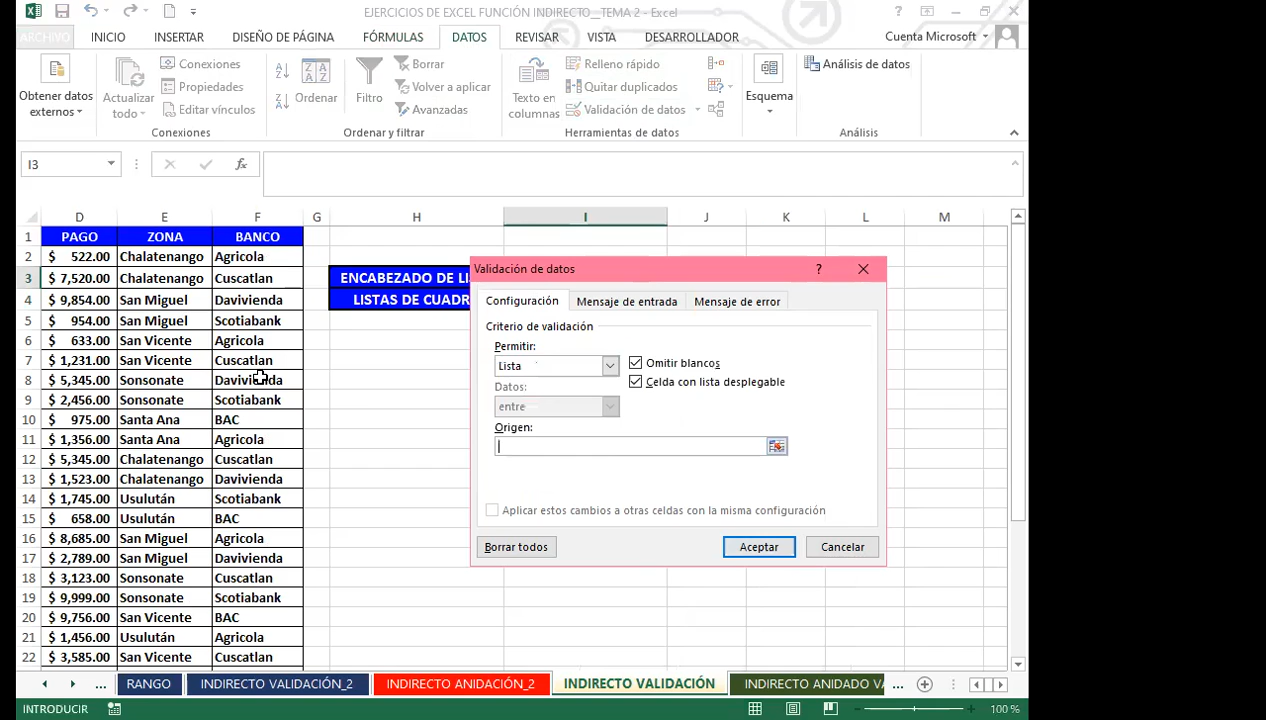 EJERCICIOS DE EXCEL FUNCIÓN INDIRECTO__TEMA 2 - Excel
ARCHIVO INICIO INSERTAR DISEÑO DE PÁGINA FÓRMULAS DATOS REVISAR VISTA DESARROLLADOR Cuenta Microsoft
Obtener datos externos
Actualizar todo
Conexiones
Propiedades
Editar vínculos
Conexiones
Ordenar
Filtro
Borrar
Volver a aplicar
Avanzadas
Ordenar y filtrar
Texto en columnas
Relleno rápido
Quitar duplicados
Validación de datos
Herramientas de datos
Esquema
Análisis de datos
Análisis
I3
fx
D E F G H I J K L M
1 PAGO ZONA BANCO
2 $ 522.00 Chalatenango Agricola
3 $ 7,520.00 Chalatenango Cuscatlan ENCABEZADO DE LI
4 $ 9,854.00 San Miguel Davivienda LISTAS DE CUADR
5 $ 954.00 San Miguel Scotiabank
6 $ 633.00 San Vicente Agricola
7 $ 1,231.00 San Vicente Cuscatlan
8 $ 5,345.00 Sonsonate Davivienda
9 $ 2,456.00 Sonsonate Scotiabank
10 $ 975.00 Santa Ana BAC
11 $ 1,356.00 Santa Ana Agricola
12 $ 5,345.00 Chalatenango Cuscatlan
13 $ 1,523.00 Chalatenango Davivienda
14 $ 1,745.00 Usulután Scotiabank
15 $ 658.00 Usulután BAC
16 $ 8,685.00 San Miguel Agricola
17 $ 2,789.00 San Miguel Davivienda
18 $ 3,123.00 Sonsonate Cuscatlan
19 $ 9,999.00 Sonsonate Scotiabank
20 $ 9,756.00 San Vicente BAC
21 $ 1,456.00 Usulután Agricola
22 $ 3,585.00 San Vicente Cuscatlan
Validación de datos ?
Configuración Mensaje de entrada Mensaje de error
Criterio de validación
Permitir:
Lista
Omitir blancos
Celda con lista desplegable
Datos:
entre
Origen:
Aplicar estos cambios a otras celdas con la misma configuración
Borrar todos Aceptar Cancelar
... RANGO INDIRECTO VALIDACIÓN_2 INDIRECTO ANIDACIÓN_2 INDIRECTO VALIDACIÓN INDIRECTO ANIDADO VA ...
INTRODUCIR 100 %